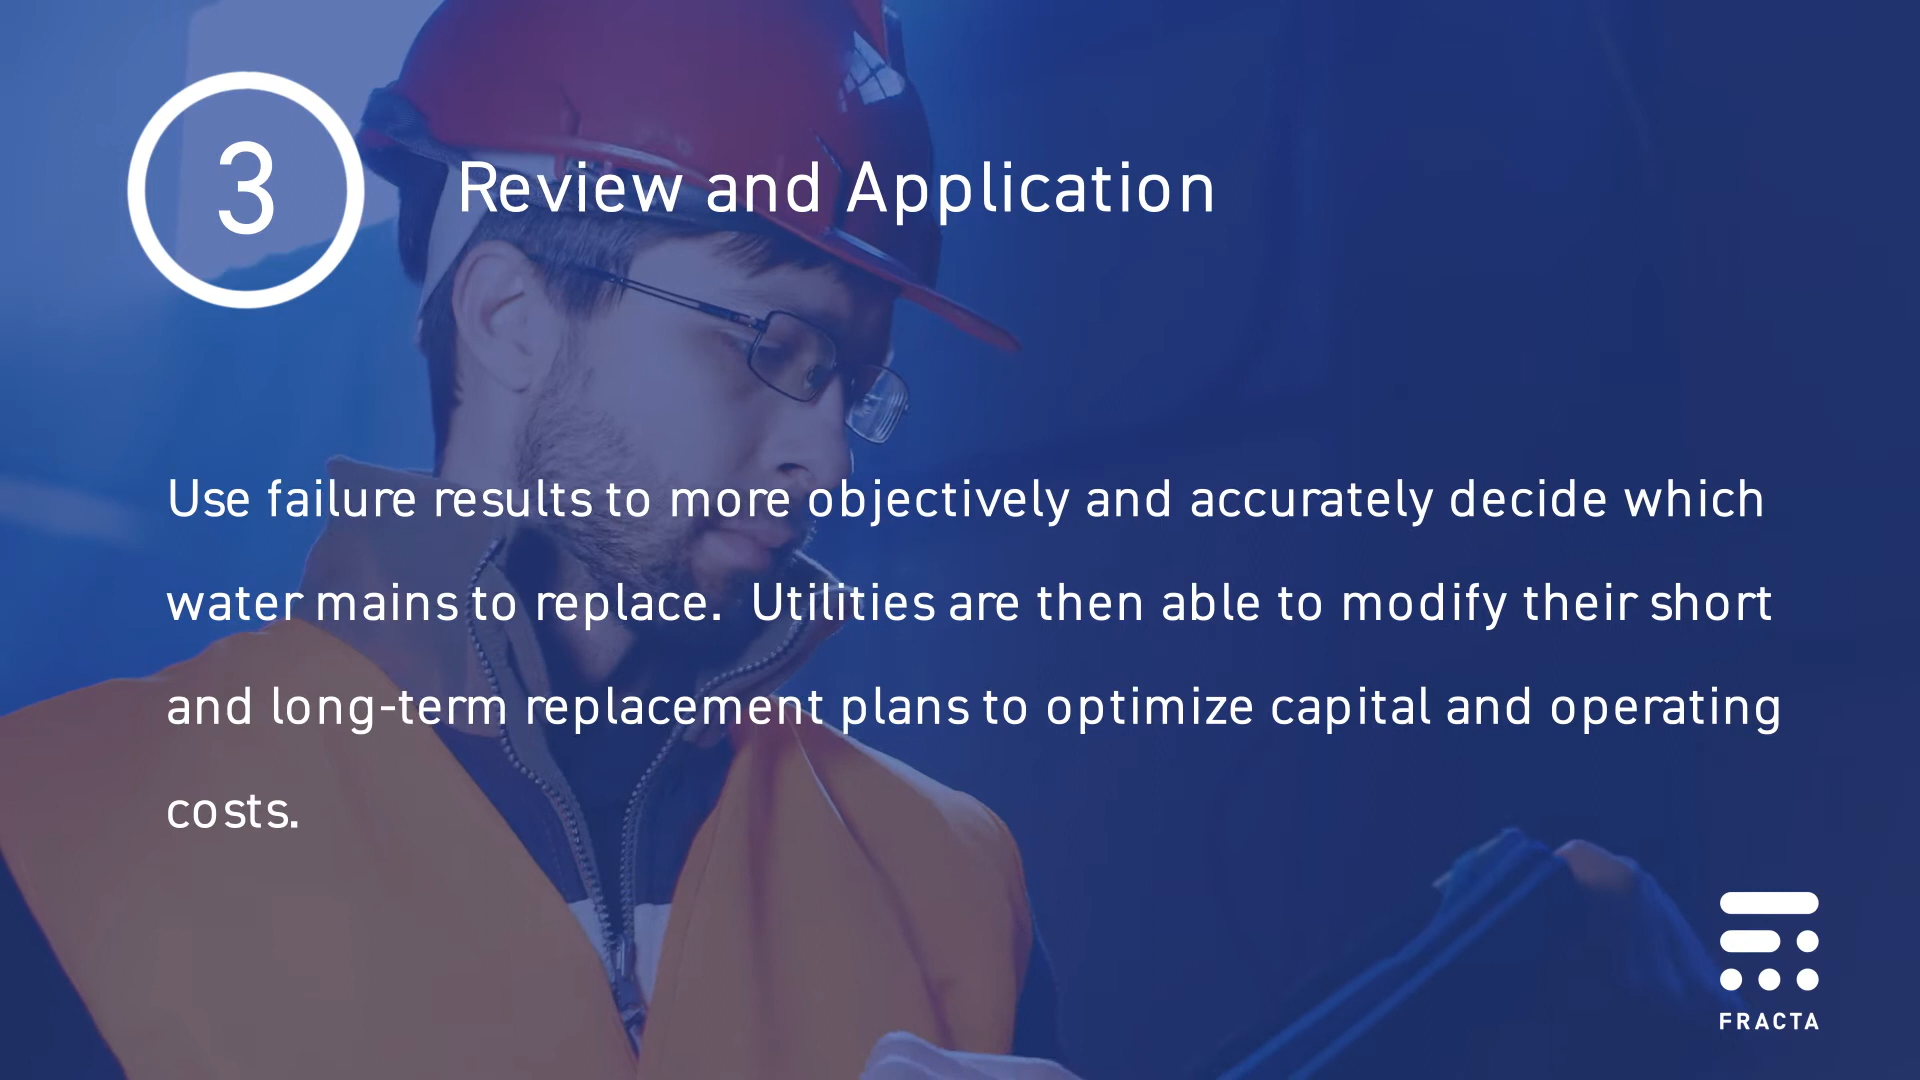 3
Review and Application
Use failure results to more objectively and accurately decide which
water mains to replace.  Utilities are then able to modify their short
and long-term replacement plans to optimize capital and operating
costs.
FRACTA